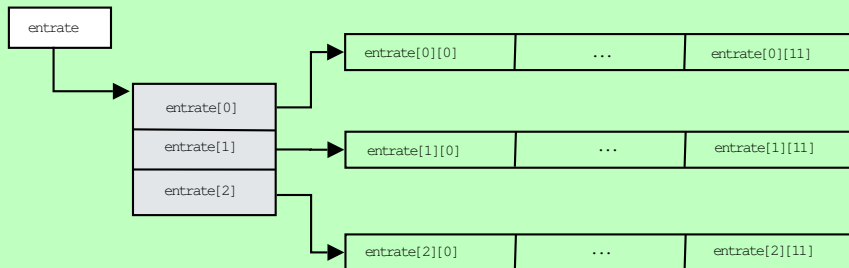 entrate
entrate[0][0] ... entrate[0][11]
entrate[0]
entrate[1] entrate[1][0] ... entrate[1][11]
entrate[2]
entrate[2][0] ... entrate[2][11]